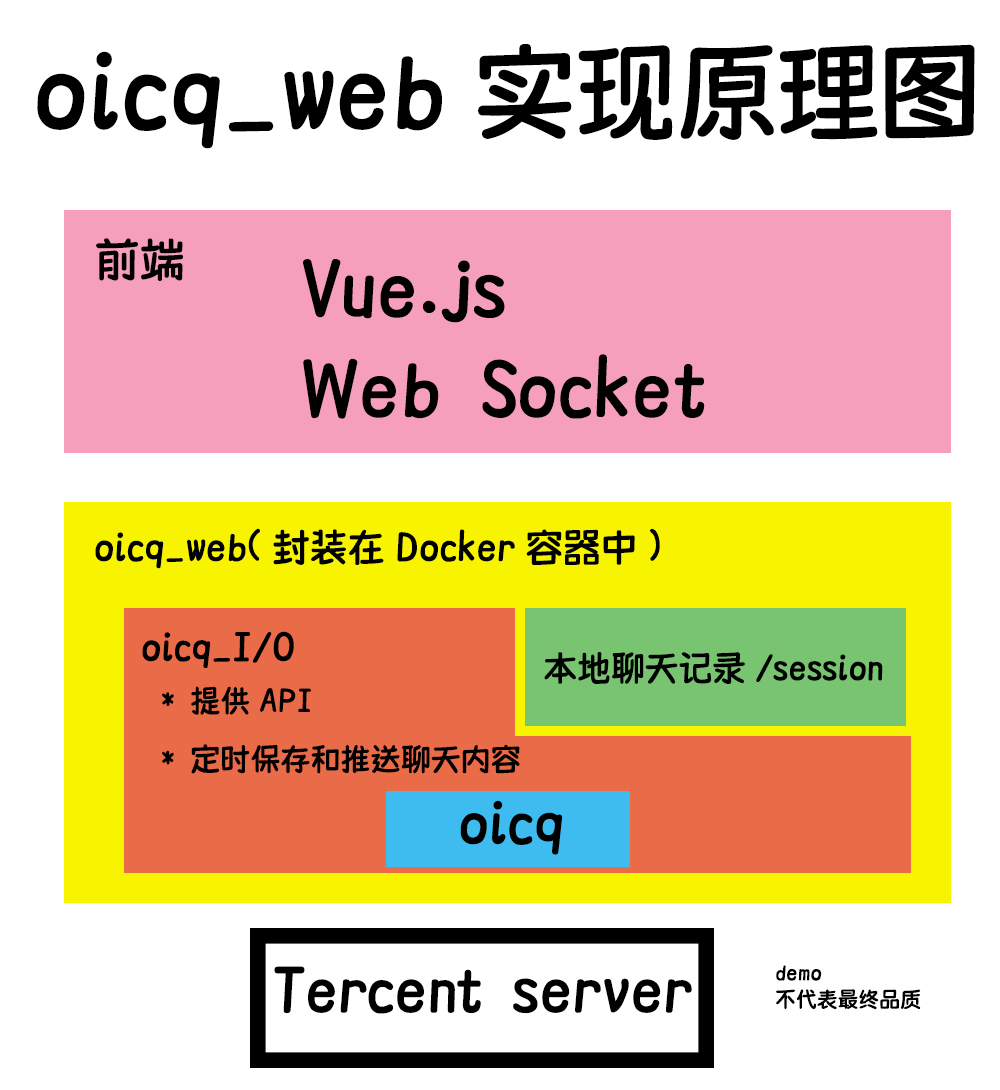 oicq_web 实现原理图
前端
Vue.js
Web Socket
oicq_web( 封装在 Docker 容器中 )
oicq_I/O
* 提供 API
本地聊天记录 /session
* 定时保存和推送聊天内容
oicq
Tercent server
demo
不代表最终品质